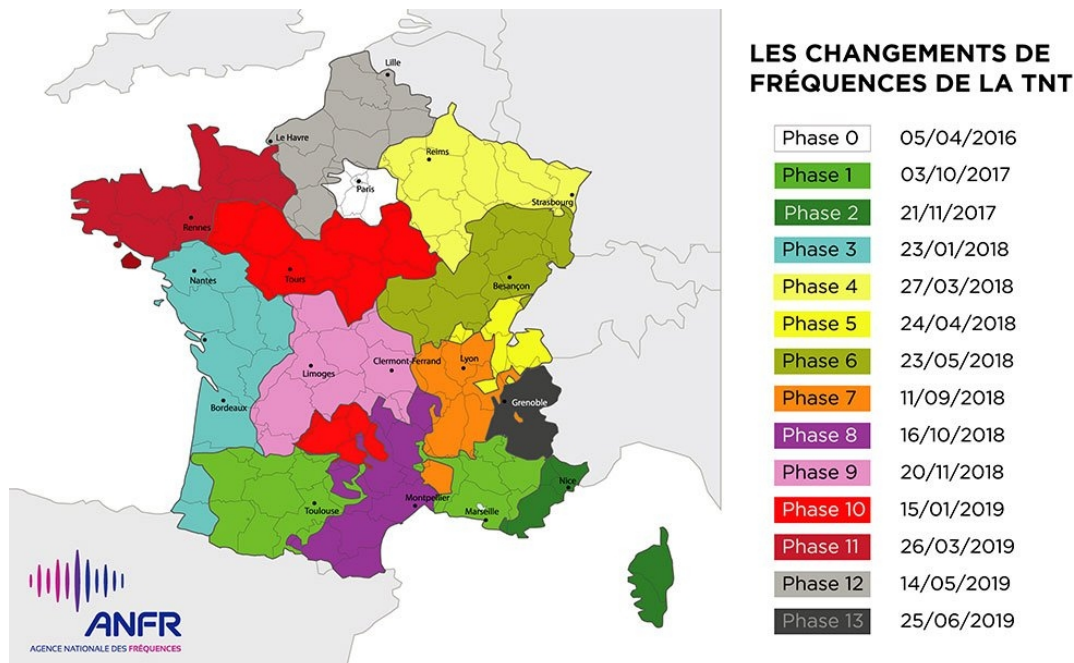 LES CHANGEMENTS DE
FRÉQUENCES DE LA TNT
Phase 0 05/04/2016
Phase 1 03/10/2017
Phase 2 21/11/2017
Phase 3 23/01/2018
Phase 4 27/03/2018
Phase 5 24/04/2018
Phase 6 23/05/2018
Phase 7 11/09/2018
Phase 8 16/10/2018
Phase 9 20/11/2018
Phase 10 15/01/2019
Phase 11 26/03/2019
Phase 12 14/05/2019
Phase 13 25/06/2019
Lille
Le Havre
Reims
Paris
Strasbourg
Rennes
Tours
Nantes
Besançon
Clermont-Ferrand
Lyon
Limoges
Grenoble
Bordeaux
Nice
Montpellier
Toulouse
Marseille
ANFR
AGENCE NATIONALE DES FRÉQUENCES